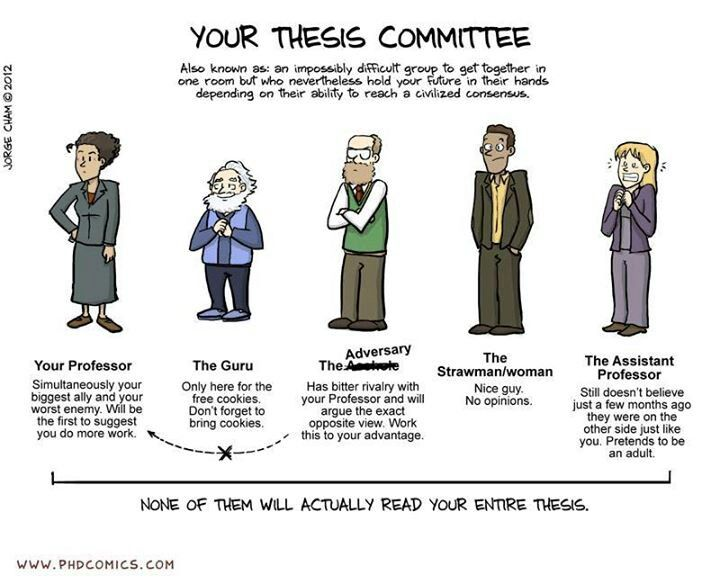 YOUR THESIS COMMITTEE
Also known as: an impossibly difficult group to get together in
one room but who nevertheless hold your future in their hands
depending on their ability to reach a civilized consensus.
JORGE CHAM © 2012
Your Professor
Simultaneously your
biggest ally and your
worst enemy. Will be
the first to suggest
you do more work.
The Guru
Only here for the
free cookies.
Don't forget to
bring cookies.
Adversary
The Asshole
Has bitter rivalry with
your Professor and will
argue the exact
opposite view. Work
this to your advantage.
The
Strawman/woman
Nice guy.
No opinions.
The Assistant
Professor
Still doesn't believe
just a few months ago
they were on the
other side just like
you. Pretends to be
an adult.
NONE OF THEM WILL ACTUALLY READ YOUR ENTIRE THESIS.
WWW.PHDCOMICS.COM